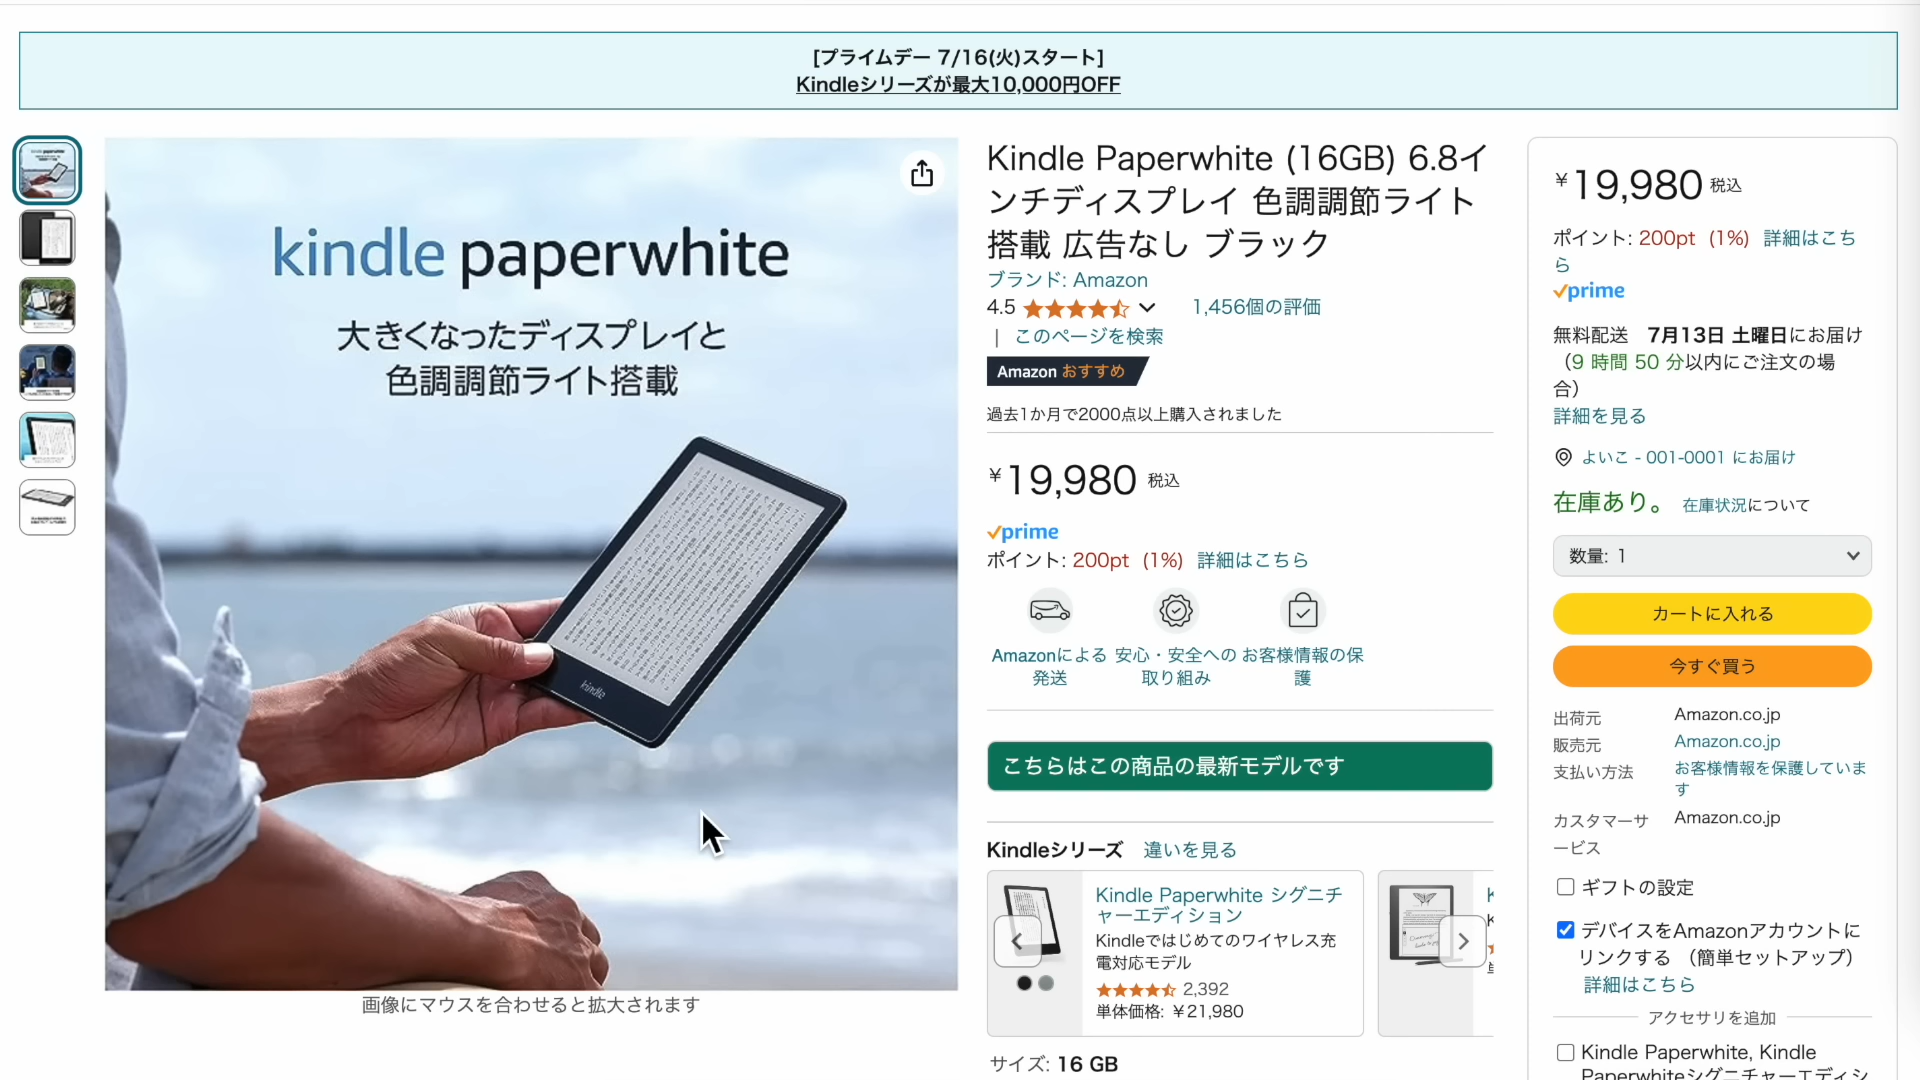 [プライムデー 7/16(火)スタート]
Kindleシリーズが最大10,000円OFF
kindle paperwhite
大きくなったディスプレイと
色調調節ライト搭載
kindle
画像にマウスを合わせると拡大されます
Kindle Paperwhite (16GB) 6.8イ
ンチディスプレイ 色調調節ライト
搭載 広告なし ブラック
ブランド: Amazon
4.5 1,456個の評価
| このページを検索
Amazon おすすめ
過去1か月で2000点以上購入されました
¥19,980 税込
prime
ポイント: 200pt (1%) 詳細はこちら
Amazonによる
発送
安心・安全への
取り組み
お客様情報の保
護
こちらはこの商品の最新モデルです
Kindleシリーズ 違いを見る
Kindle Paperwhite シグニチ
ャーエディション
Kindleではじめてのワイヤレス充
電対応モデル
2,392
単体価格: ¥21,980
サイズ: 16 GB
¥19,980 税込
ポイント: 200pt (1%) 詳細はこち
ら
prime
無料配送 7月13日 土曜日にお届け
(9 時間 50 分以内にご注文の場
合)
詳細を見る
よいこ - 001-0001 にお届け
在庫あり。 在庫状況について
数量: 1
カートに入れる
今すぐ買う
出荷元 Amazon.co.jp
販売元 Amazon.co.jp
支払い方法 お客様情報を保護していま
す
カスタマーサ Amazon.co.jp
ービス
ギフトの設定
デバイスをAmazonアカウントに
リンクする (簡単セットアップ)
詳細はこちら
アクセサリを追加
Kindle Paperwhite, Kindle
Paperwhiteシグニチャーエディシ